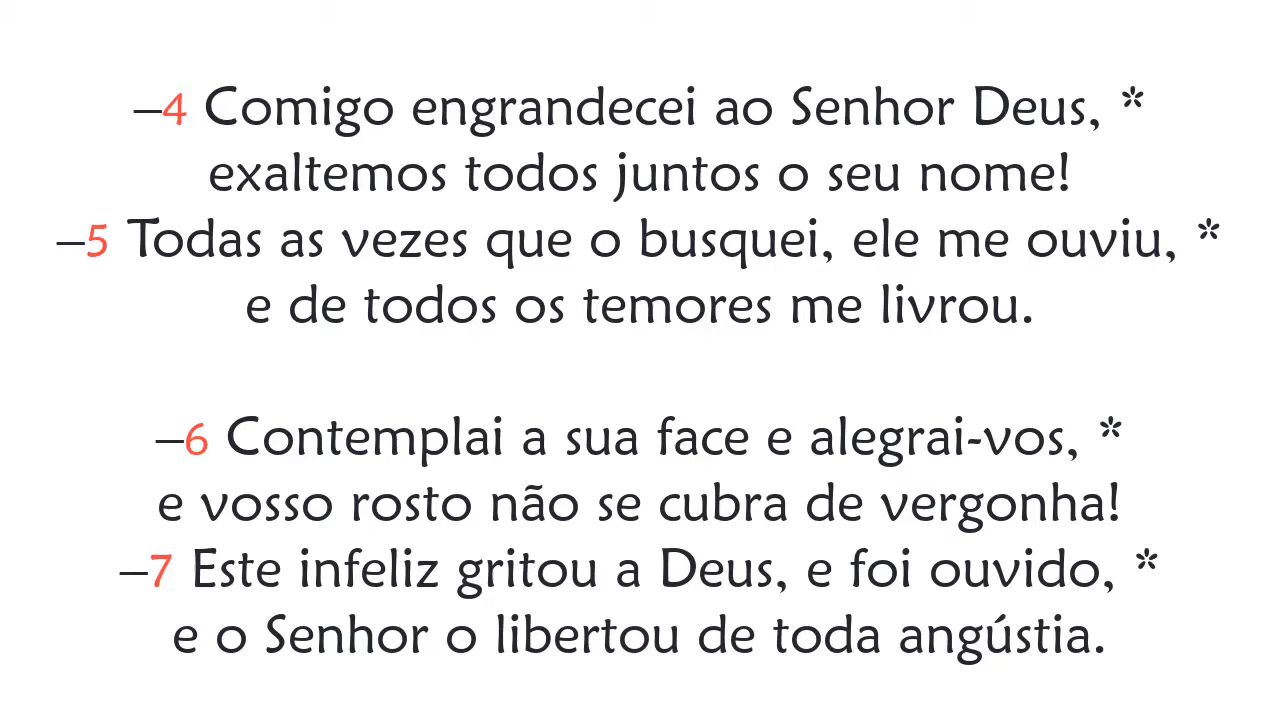 –4 Comigo engrandecei ao Senhor Deus, *
exaltemos todos juntos o seu nome!
–5 Todas as vezes que o busquei, ele me ouviu, *
e de todos os temores me livrou.
–6 Contemplai a sua face e alegrai-vos, *
e vosso rosto não se cubra de vergonha!
–7 Este infeliz gritou a Deus, e foi ouvido, *
e o Senhor o libertou de toda angústia.